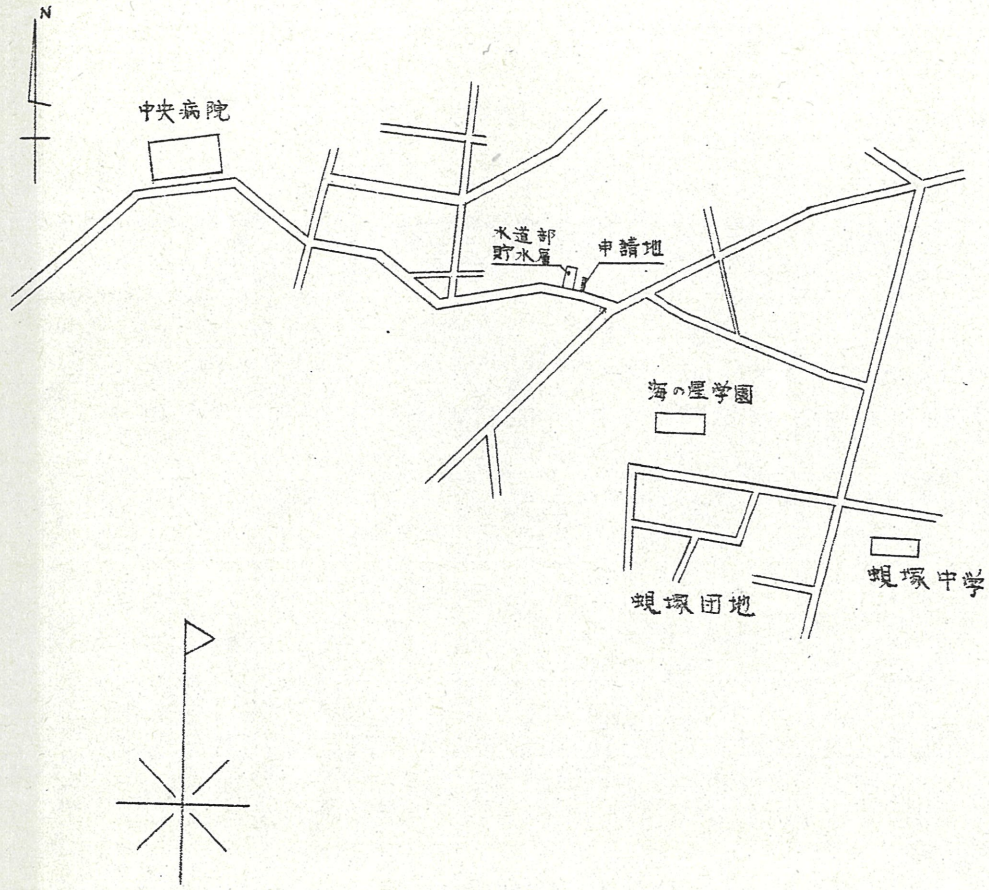 N
中央病院
水道部
貯水層
申請地
海の星学園
蜆塚中学
蜆塚団地